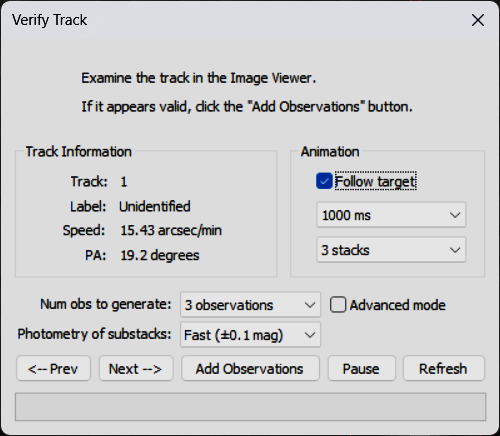 Verify Track
Examine the track in the Image Viewer.
If it appears valid, click the "Add Observations" button.
Track Information
Track: 1
Label: Unidentified
Speed: 15.43 arcsec/min
PA: 19.2 degrees
Animation
Follow target
1000 ms
3 stacks
Num obs to generate: 3 observations Advanced mode
Photometry of substacks: Fast (±0.1 mag)
<-- Prev Next --> Add Observations Pause Refresh